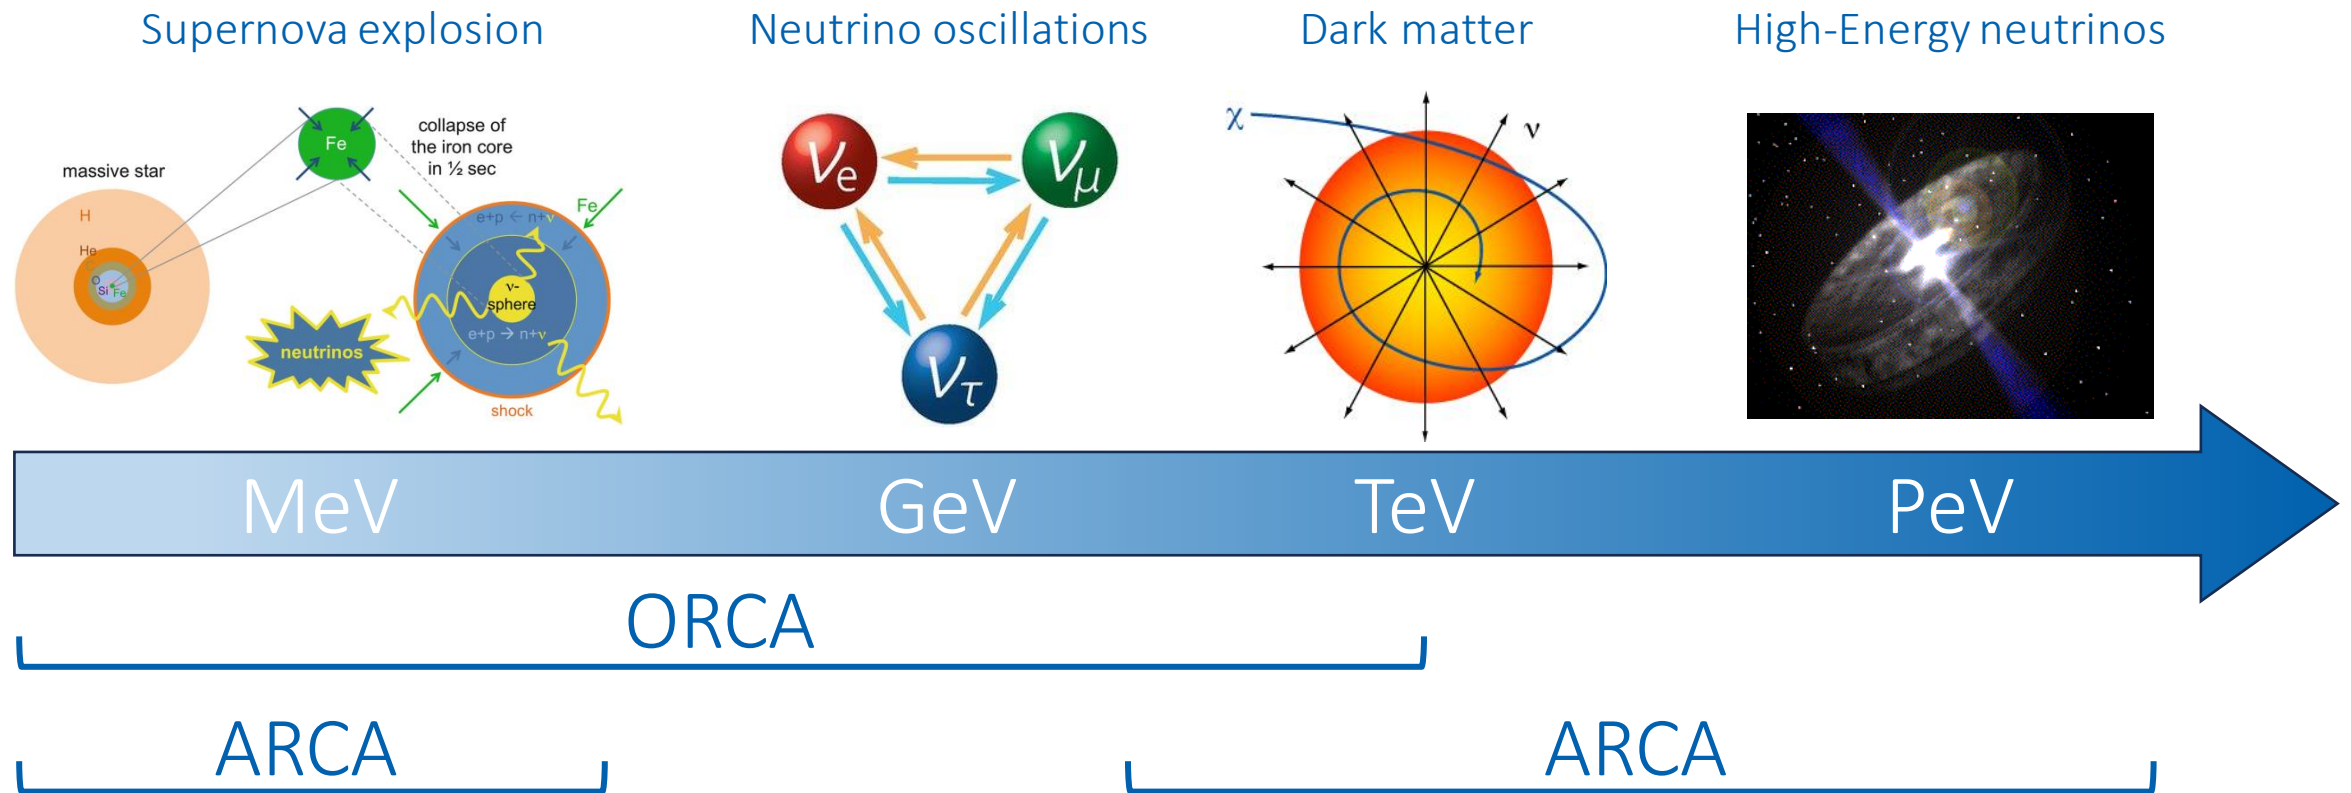 Supernova explosion
Neutrino oscillations
Dark matter
High-Energy neutrinos
massive star
H
He
O
Si
Fe
Fe
collapse of
the iron core
in ½ sec
Fe
e+p ← n+ν
ν-
sphere
e+p → n+ν
neutrinos
shock
νe
νμ
ντ
χ
ν
MeV
GeV
TeV
PeV
ORCA
ARCA
ARCA